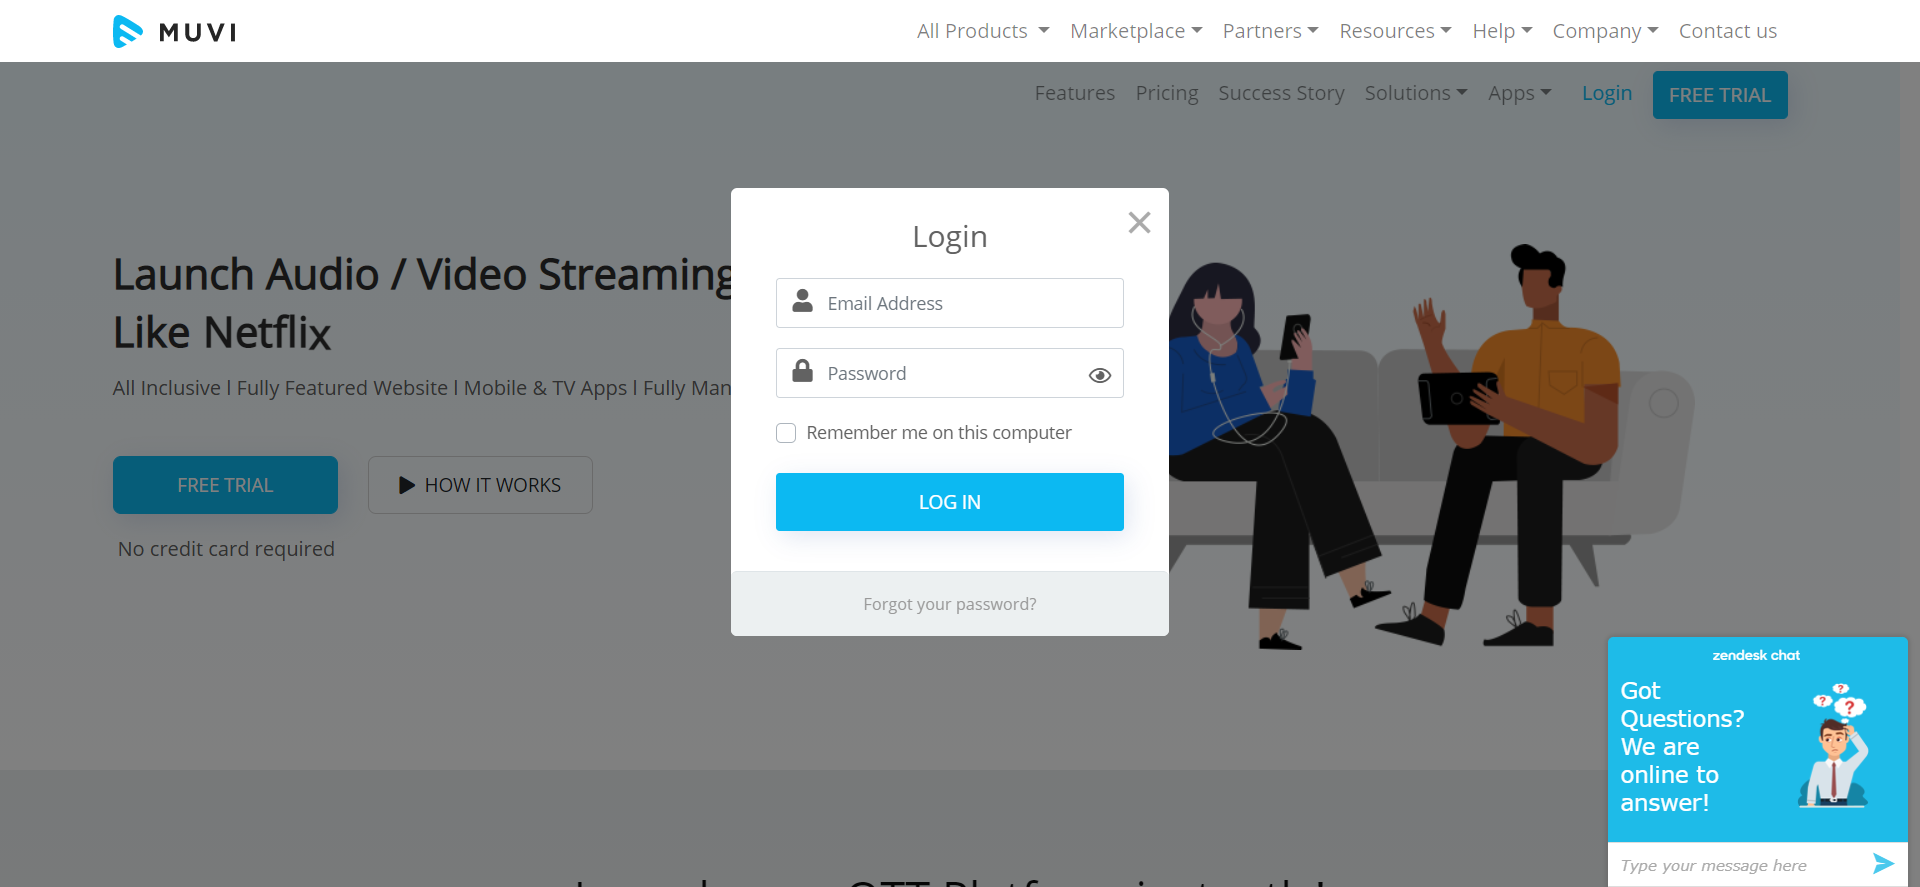 MUVI
All Products Marketplace Partners Resources Help Company Contact us
Features Pricing Success Story Solutions Apps Login FREE TRIAL
Launch Audio / Video Streaming
Like Netflix
All Inclusive l Fully Featured Website l Mobile & TV Apps l Fully Man
FREE TRIAL
HOW IT WORKS
No credit card required
Login
Email Address
Password
Remember me on this computer
LOG IN
Forgot your password?
zendesk chat
Got
Questions?
We are
online to
answer!
? ? ?
Type your message here